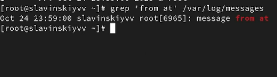 [root@slavinskiyvv ~]# grep 'from at' /var/log/messages
Oct 24 23:59:00 slavinskiyvv root[6965]: message from at
[root@slavinskiyvv ~]#